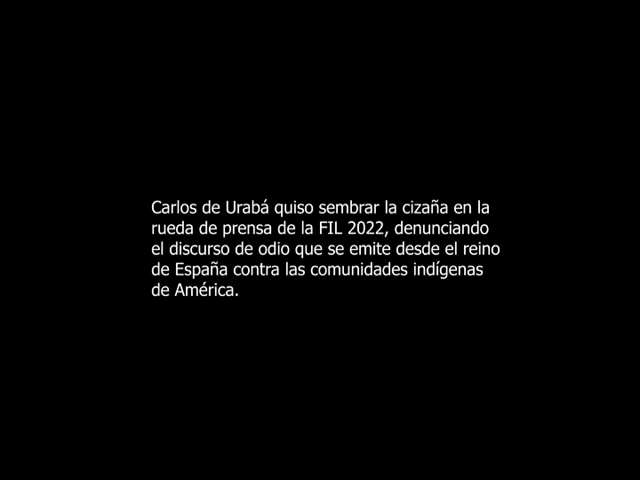 Carlos de Urabá quiso sembrar la cizaña en la
rueda de prensa de la FIL 2022, denunciando
el discurso de odio que se emite desde el reino
de España contra las comunidades indígenas
de América.